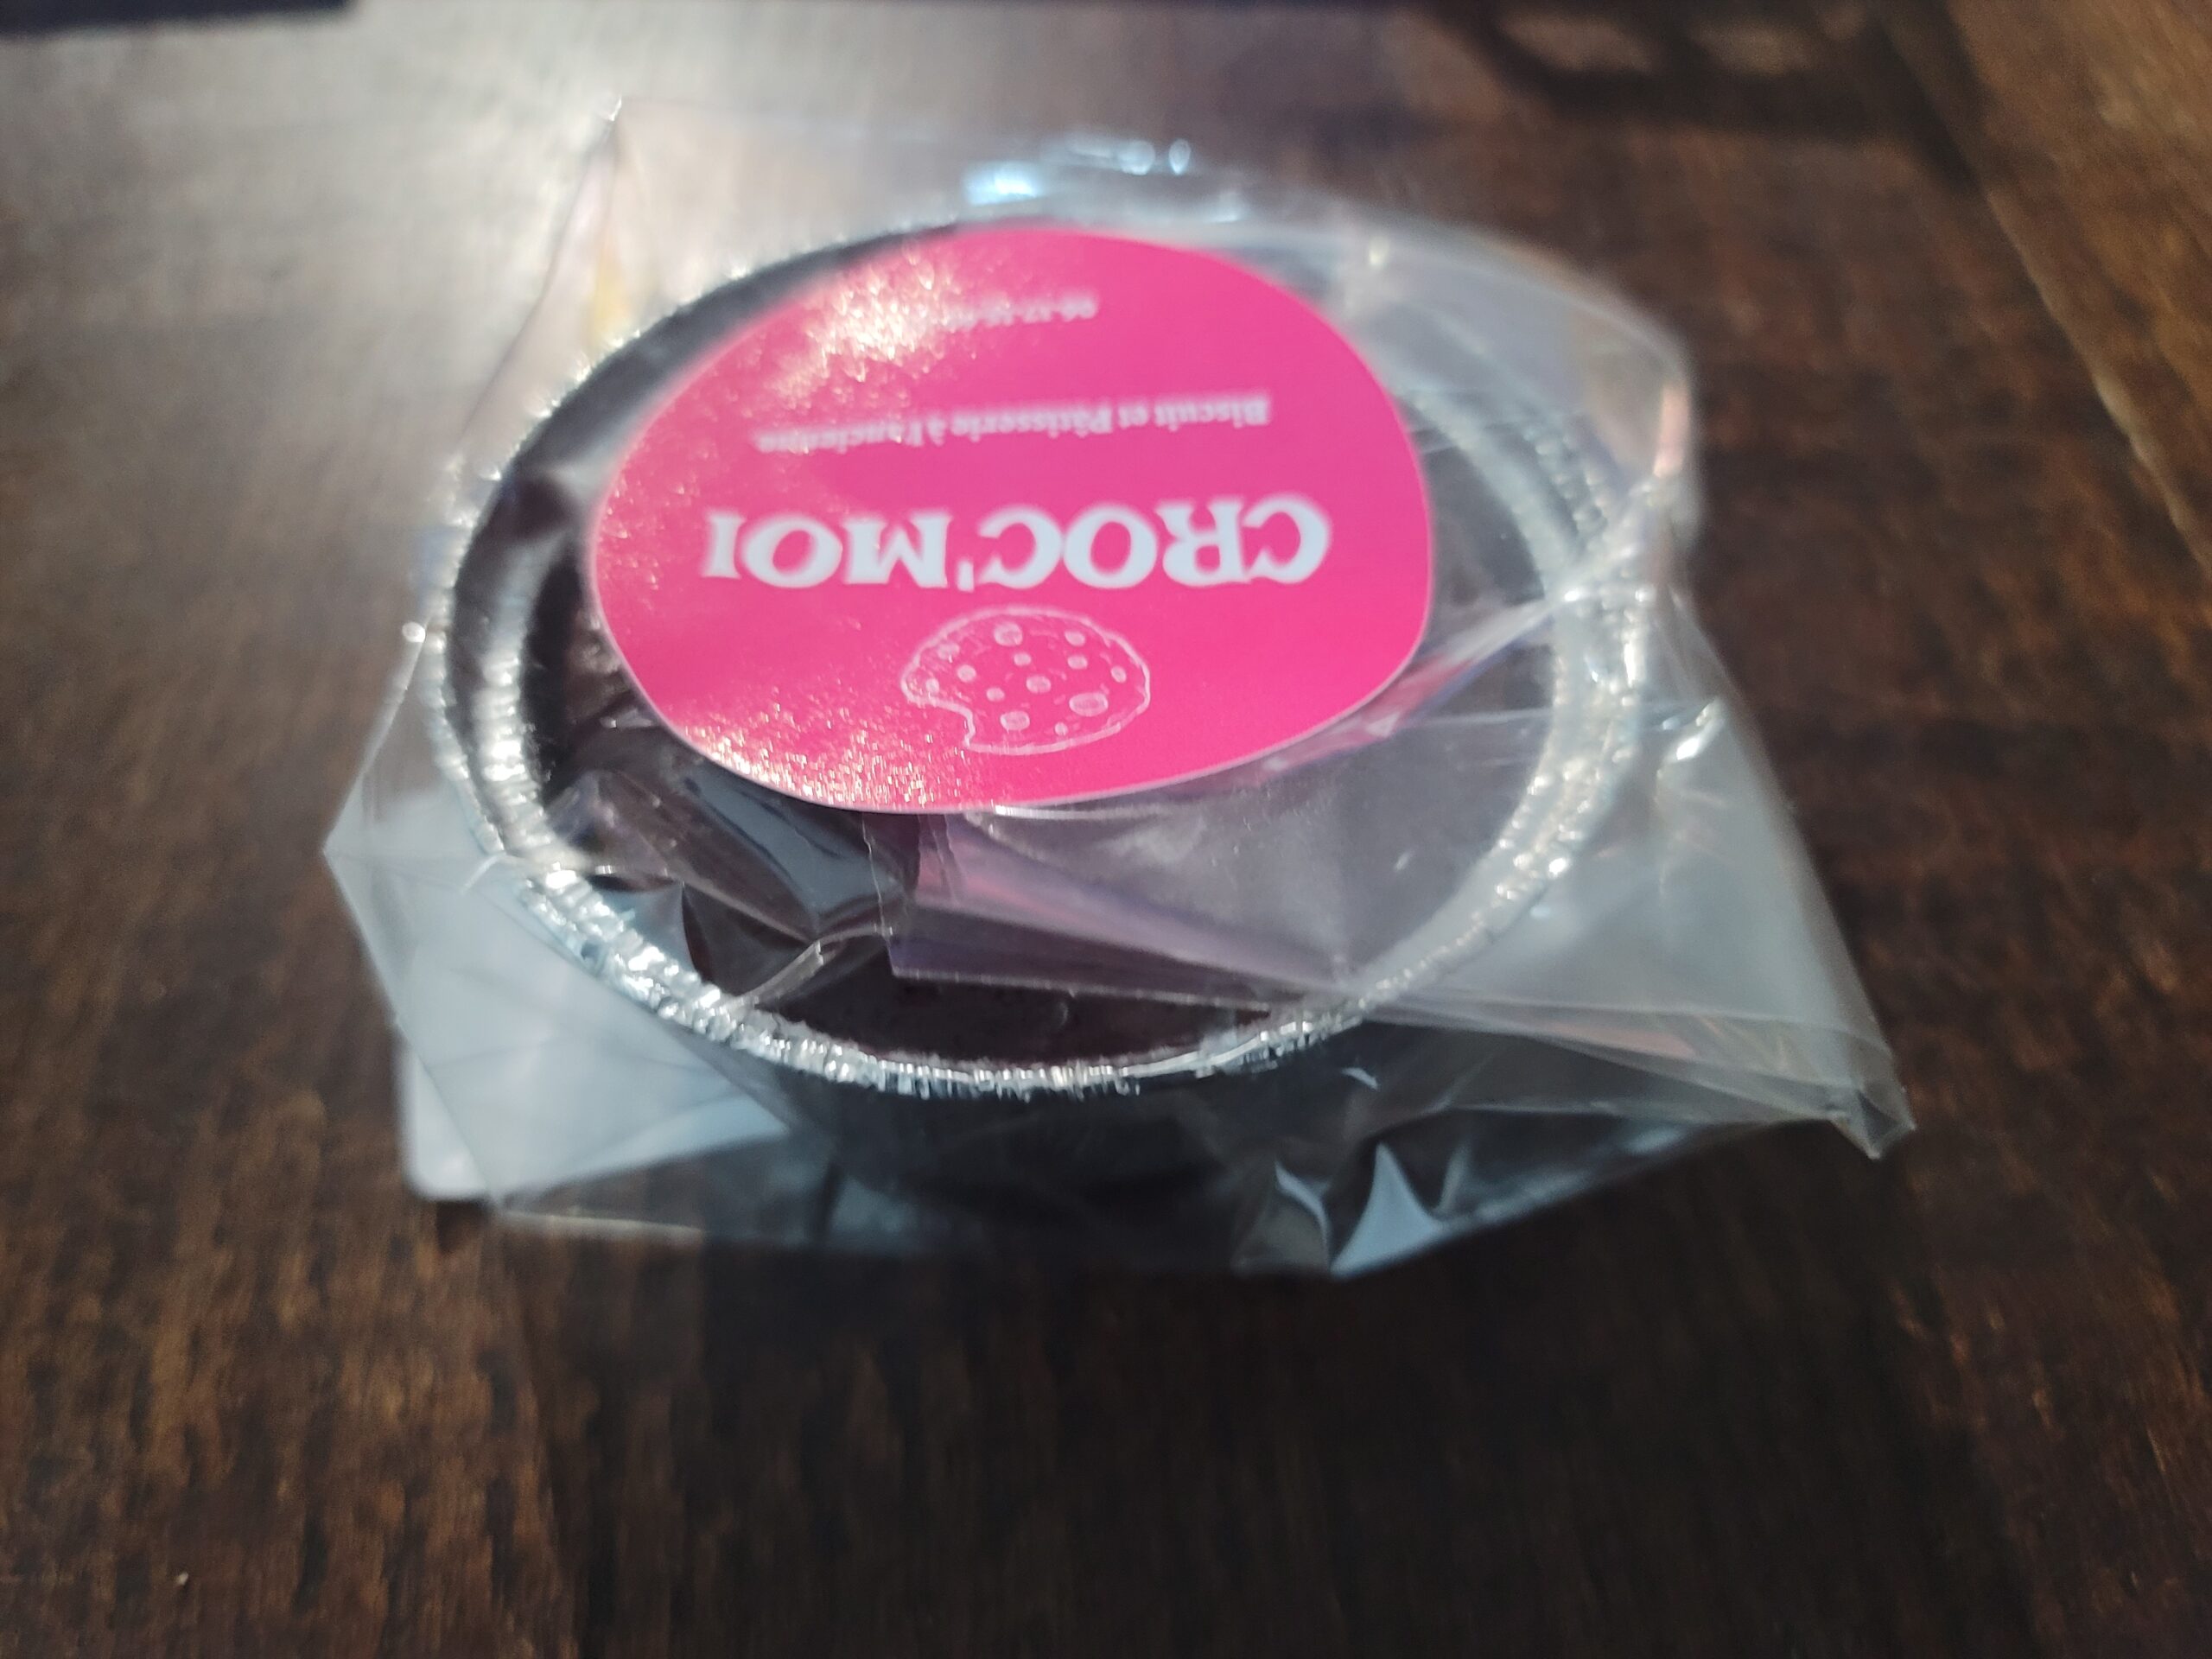 CROC'MOI
Biscuit et Pâtisserie à l'ancienne